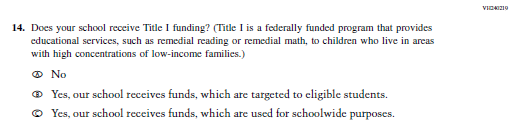 VH240219
14. Does your school receive Title I funding? (Title I is a federally funded program that provides
educational services, such as remedial reading or remedial math, to children who live in areas
with high concentrations of low-income families.)
Ⓐ No
Ⓑ Yes, our school receives funds, which are targeted to eligible students.
Ⓒ Yes, our school receives funds, which are used for schoolwide purposes.